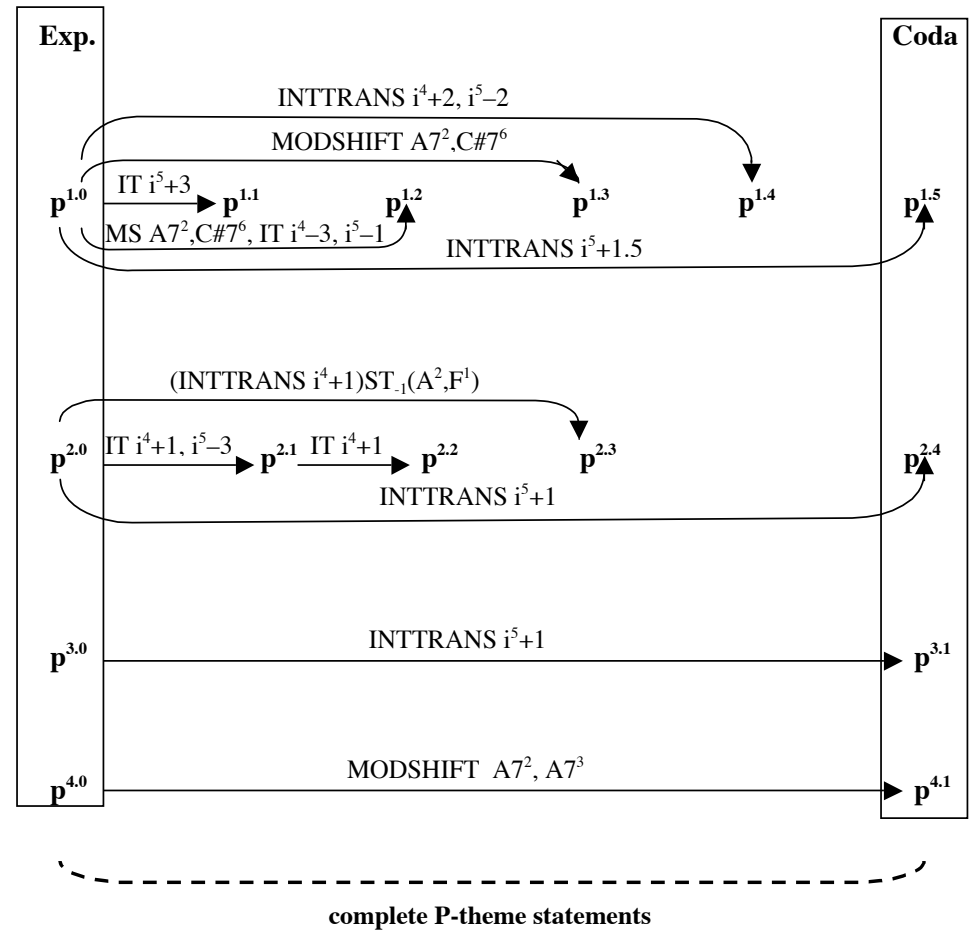 Exp. Coda
INTTRANS i⁴+2, i⁵–2
MODSHIFT A7²,C#7⁶
IT i⁵+3
p¹·⁰ p¹·¹ p¹·² p¹·³ p¹·⁴ p¹·⁵
MS A7²,C#7⁶, IT i⁴–3, i⁵–1
INTTRANS i⁵+1.5
(INTTRANS i⁴+1)ST₋₁(A²,F¹)
IT i⁴+1, i⁵–3 IT i⁴+1
p²·⁰ p²·¹ p²·² p²·³ p²·⁴
INTTRANS i⁵+1
INTTRANS i⁵+1
p³·⁰ p³·¹
MODSHIFT A7², A7³
p⁴·⁰ p⁴·¹
complete P-theme statements